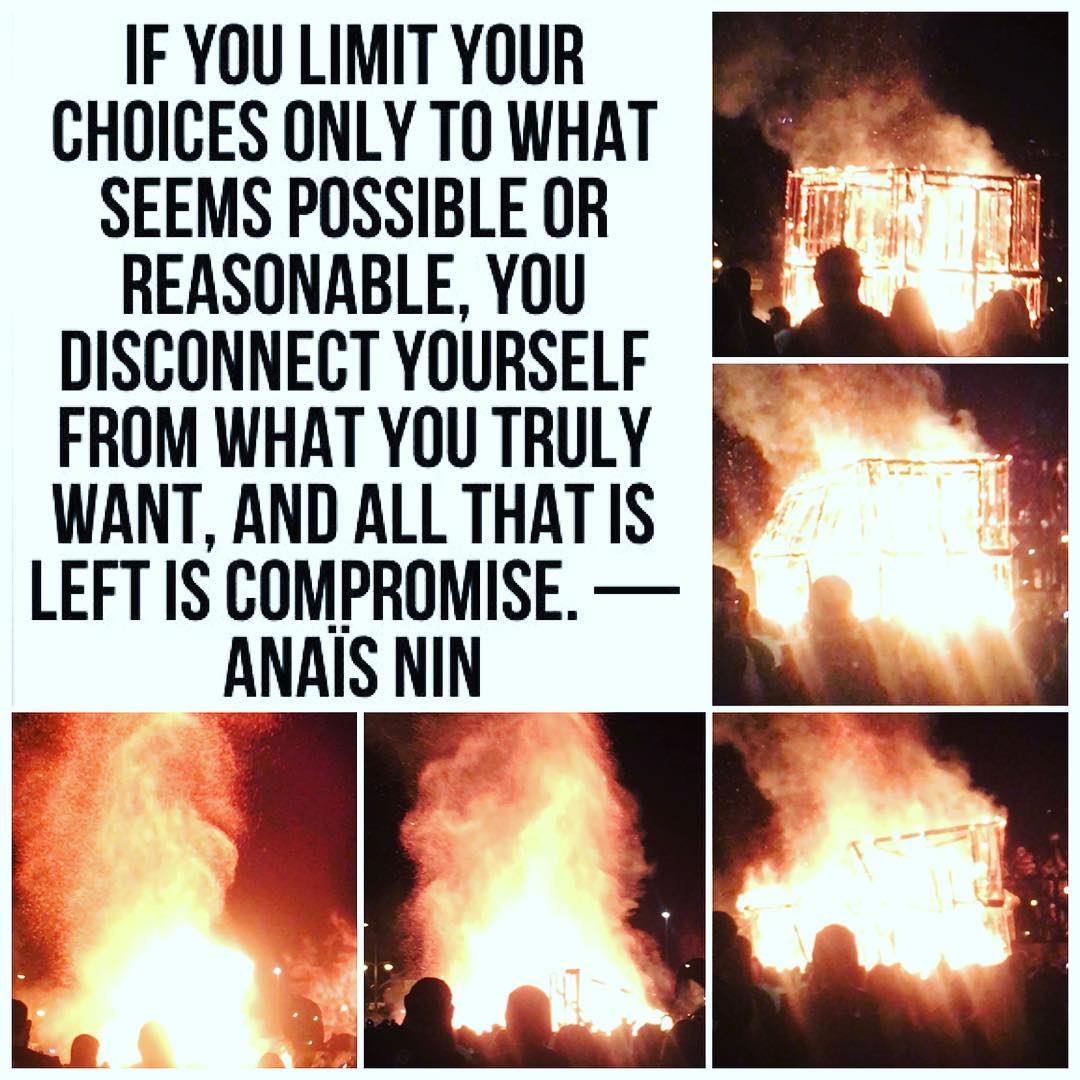 IF YOU LIMIT YOUR
CHOICES ONLY TO WHAT
SEEMS POSSIBLE OR
REASONABLE, YOU
DISCONNECT YOURSELF
FROM WHAT YOU TRULY
WANT, AND ALL THAT IS
LEFT IS COMPROMISE. —
ANAÏS NIN